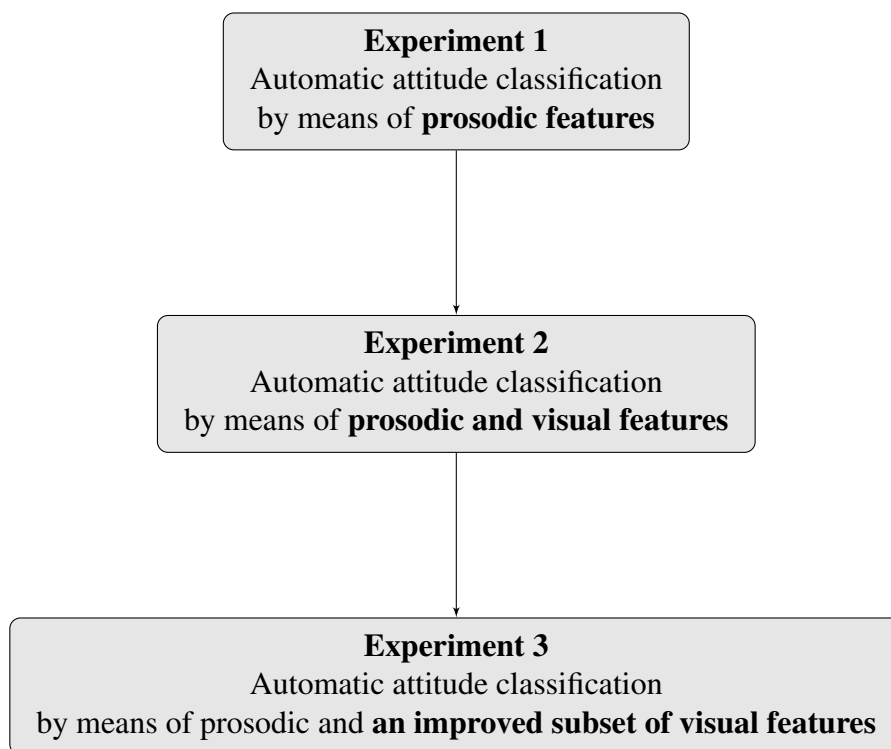 Experiment 1
Automatic attitude classification
by means of prosodic features
Experiment 2
Automatic attitude classification
by means of prosodic and visual features
Experiment 3
Automatic attitude classification
by means of prosodic and an improved subset of visual features